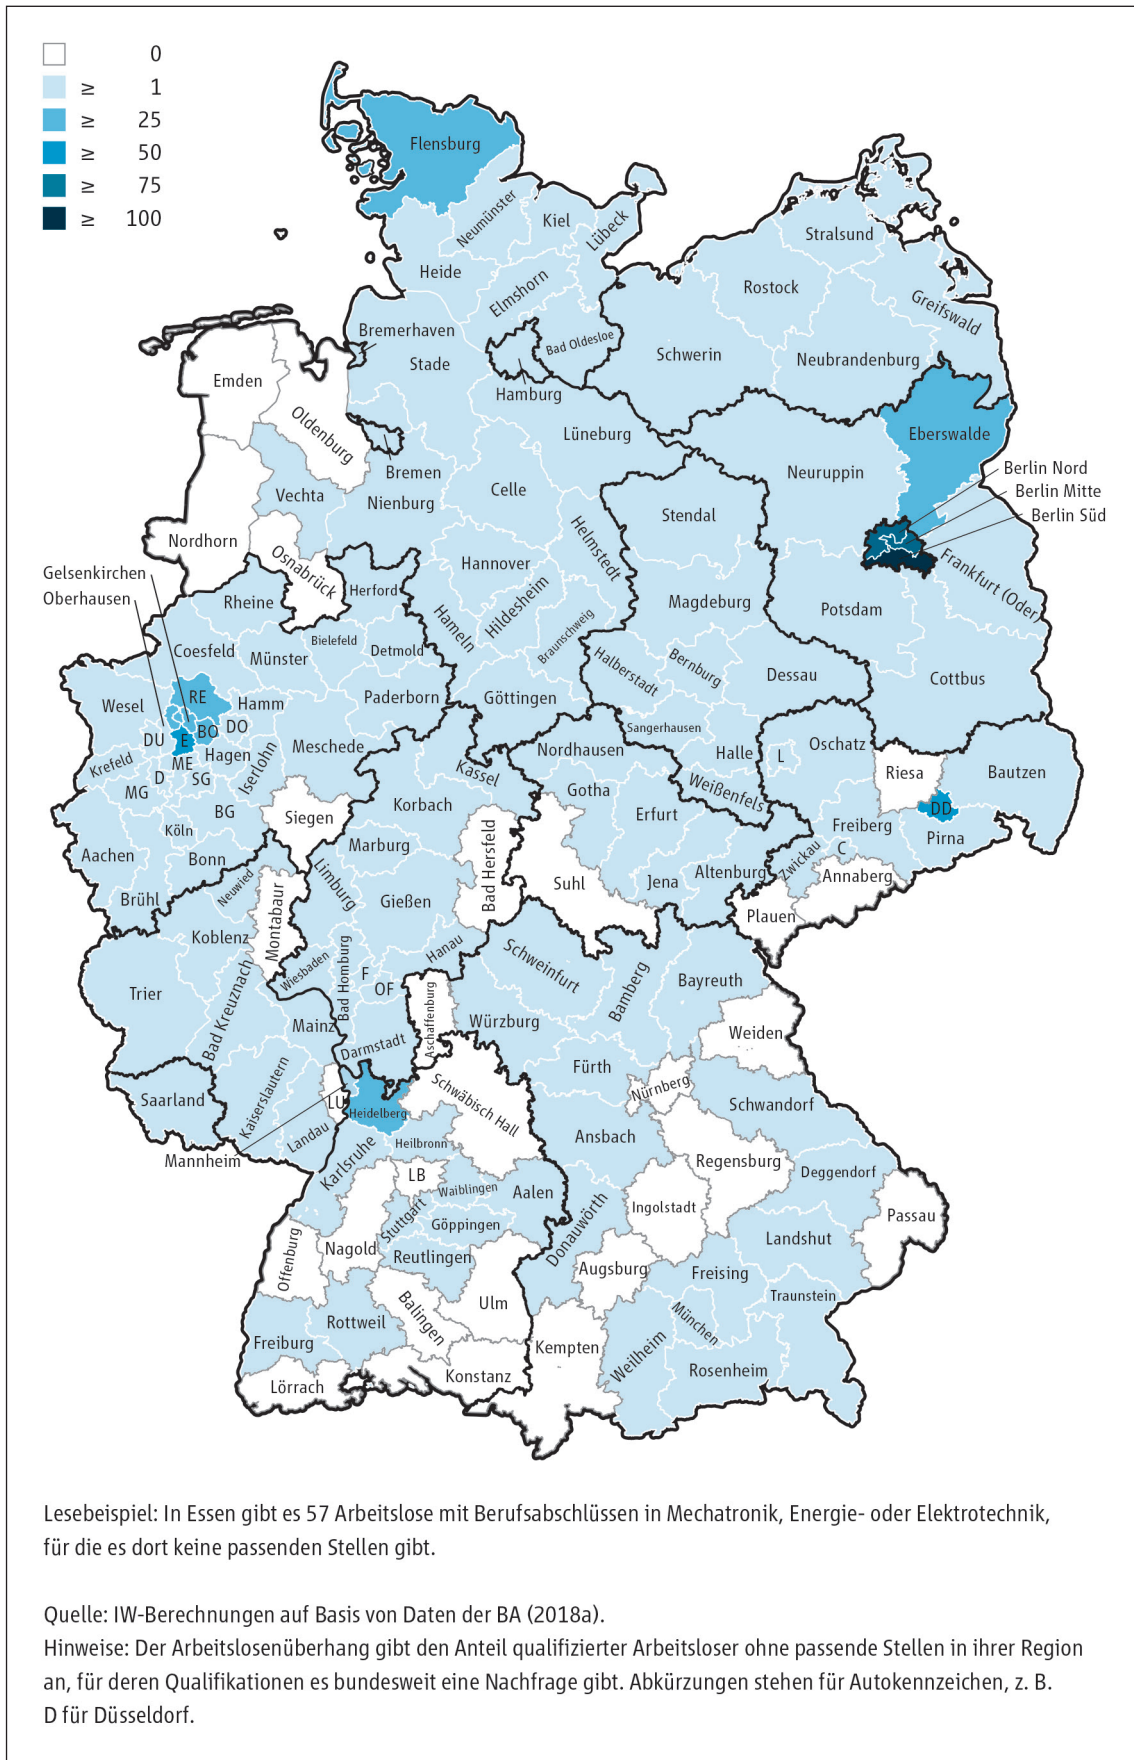 0
≥ 1
≥ 25
≥ 50
≥ 75
≥ 100
Flensburg
Neumünster
Kiel
Lübeck
Heide
Elmshorn
Stralsund
Rostock
Greifswald
Bremerhaven
Stade
Bad Oldesloe
Schwerin
Neubrandenburg
Emden
Hamburg
Oldenburg
Lüneburg
Eberswalde
Bremen
Neuruppin
Berlin Nord
Berlin Mitte
Berlin Süd
Vechta
Nienburg
Celle
Stendal
Nordhorn
Osnabrück
Helmstedt
Hannover
Gelsenkirchen
Oberhausen
Rheine
Herford
Hameln
Hildesheim
Magdeburg
Potsdam
Frankfurt (Oder)
Bielefeld
Braunschweig
Coesfeld
Münster
Detmold
Halberstadt
Bernburg
Dessau
Cottbus
Wesel
RE
Hamm
Paderborn
Göttingen
Sangerhausen
DU
E
BO
DO
Meschede
Nordhausen
Halle
L
Oschatz
Krefeld
ME
Hagen
Iserlohn
Kassel
Weißenfels
Riesa
Bautzen
D
SG
MG
Gotha
Korbach
Erfurt
DD
BG
Siegen
Köln
Freiberg
Pirna
Aachen
Bonn
Marburg
Bad Hersfeld
Zwickau
C
Brühl
Neuwied
Limburg
Gießen
Suhl
Jena
Altenburg
Annaberg
Montabaur
Plauen
Koblenz
Hanau
Trier
Bad Kreuznach
Wiesbaden
Bad Homburg
F
OF
Schweinfurt
Bamberg
Bayreuth
Aschaffenburg
Mainz
Würzburg
Weiden
Darmstadt
Saarland
Kaiserslautern
LU
Heidelberg
Schwäbisch Hall
Fürth
Nürnberg
Schwandorf
Landau
Mannheim
Karlsruhe
Heilbronn
Ansbach
Regensburg
Deggendorf
LB
Waiblingen
Aalen
Stuttgart
Göppingen
Donauwörth
Ingolstadt
Passau
Offenburg
Nagold
Reutlingen
Landshut
Augsburg
Freising
Balingen
Ulm
Traunstein
Rottweil
Freiburg
München
Kempten
Weilheim
Rosenheim
Lörrach
Konstanz
Lesebeispiel: In Essen gibt es 57 Arbeitslose mit Berufsabschlüssen in Mechatronik, Energie- oder Elektrotechnik,
für die es dort keine passenden Stellen gibt.
Quelle: IW-Berechnungen auf Basis von Daten der BA (2018a).
Hinweise: Der Arbeitslosenüberhang gibt den Anteil qualifizierter Arbeitsloser ohne passende Stellen in ihrer Region
an, für deren Qualifikationen es bundesweit eine Nachfrage gibt. Abkürzungen stehen für Autokennzeichen, z. B.
D für Düsseldorf.